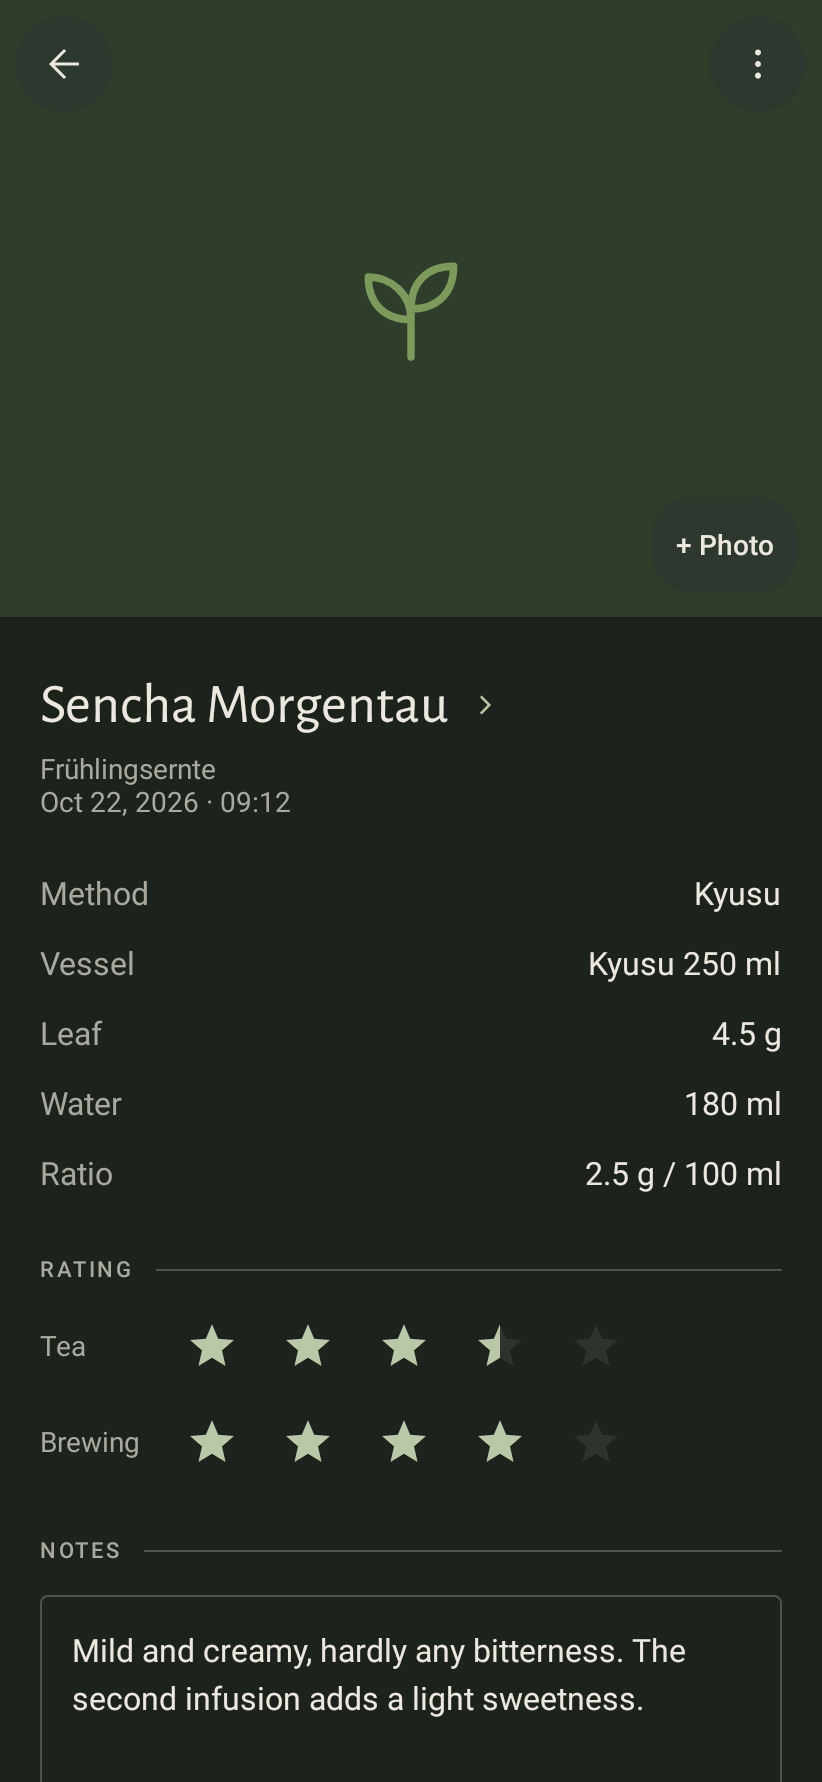 + Photo
Sencha Morgentau
Frühlingsernte
Oct 22, 2026 · 09:12
Method Kyusu
Vessel Kyusu 250 ml
Leaf 4.5 g
Water 180 ml
Ratio 2.5 g / 100 ml
RATING
Tea
Brewing
NOTES
Mild and creamy, hardly any bitterness. The
second infusion adds a light sweetness.